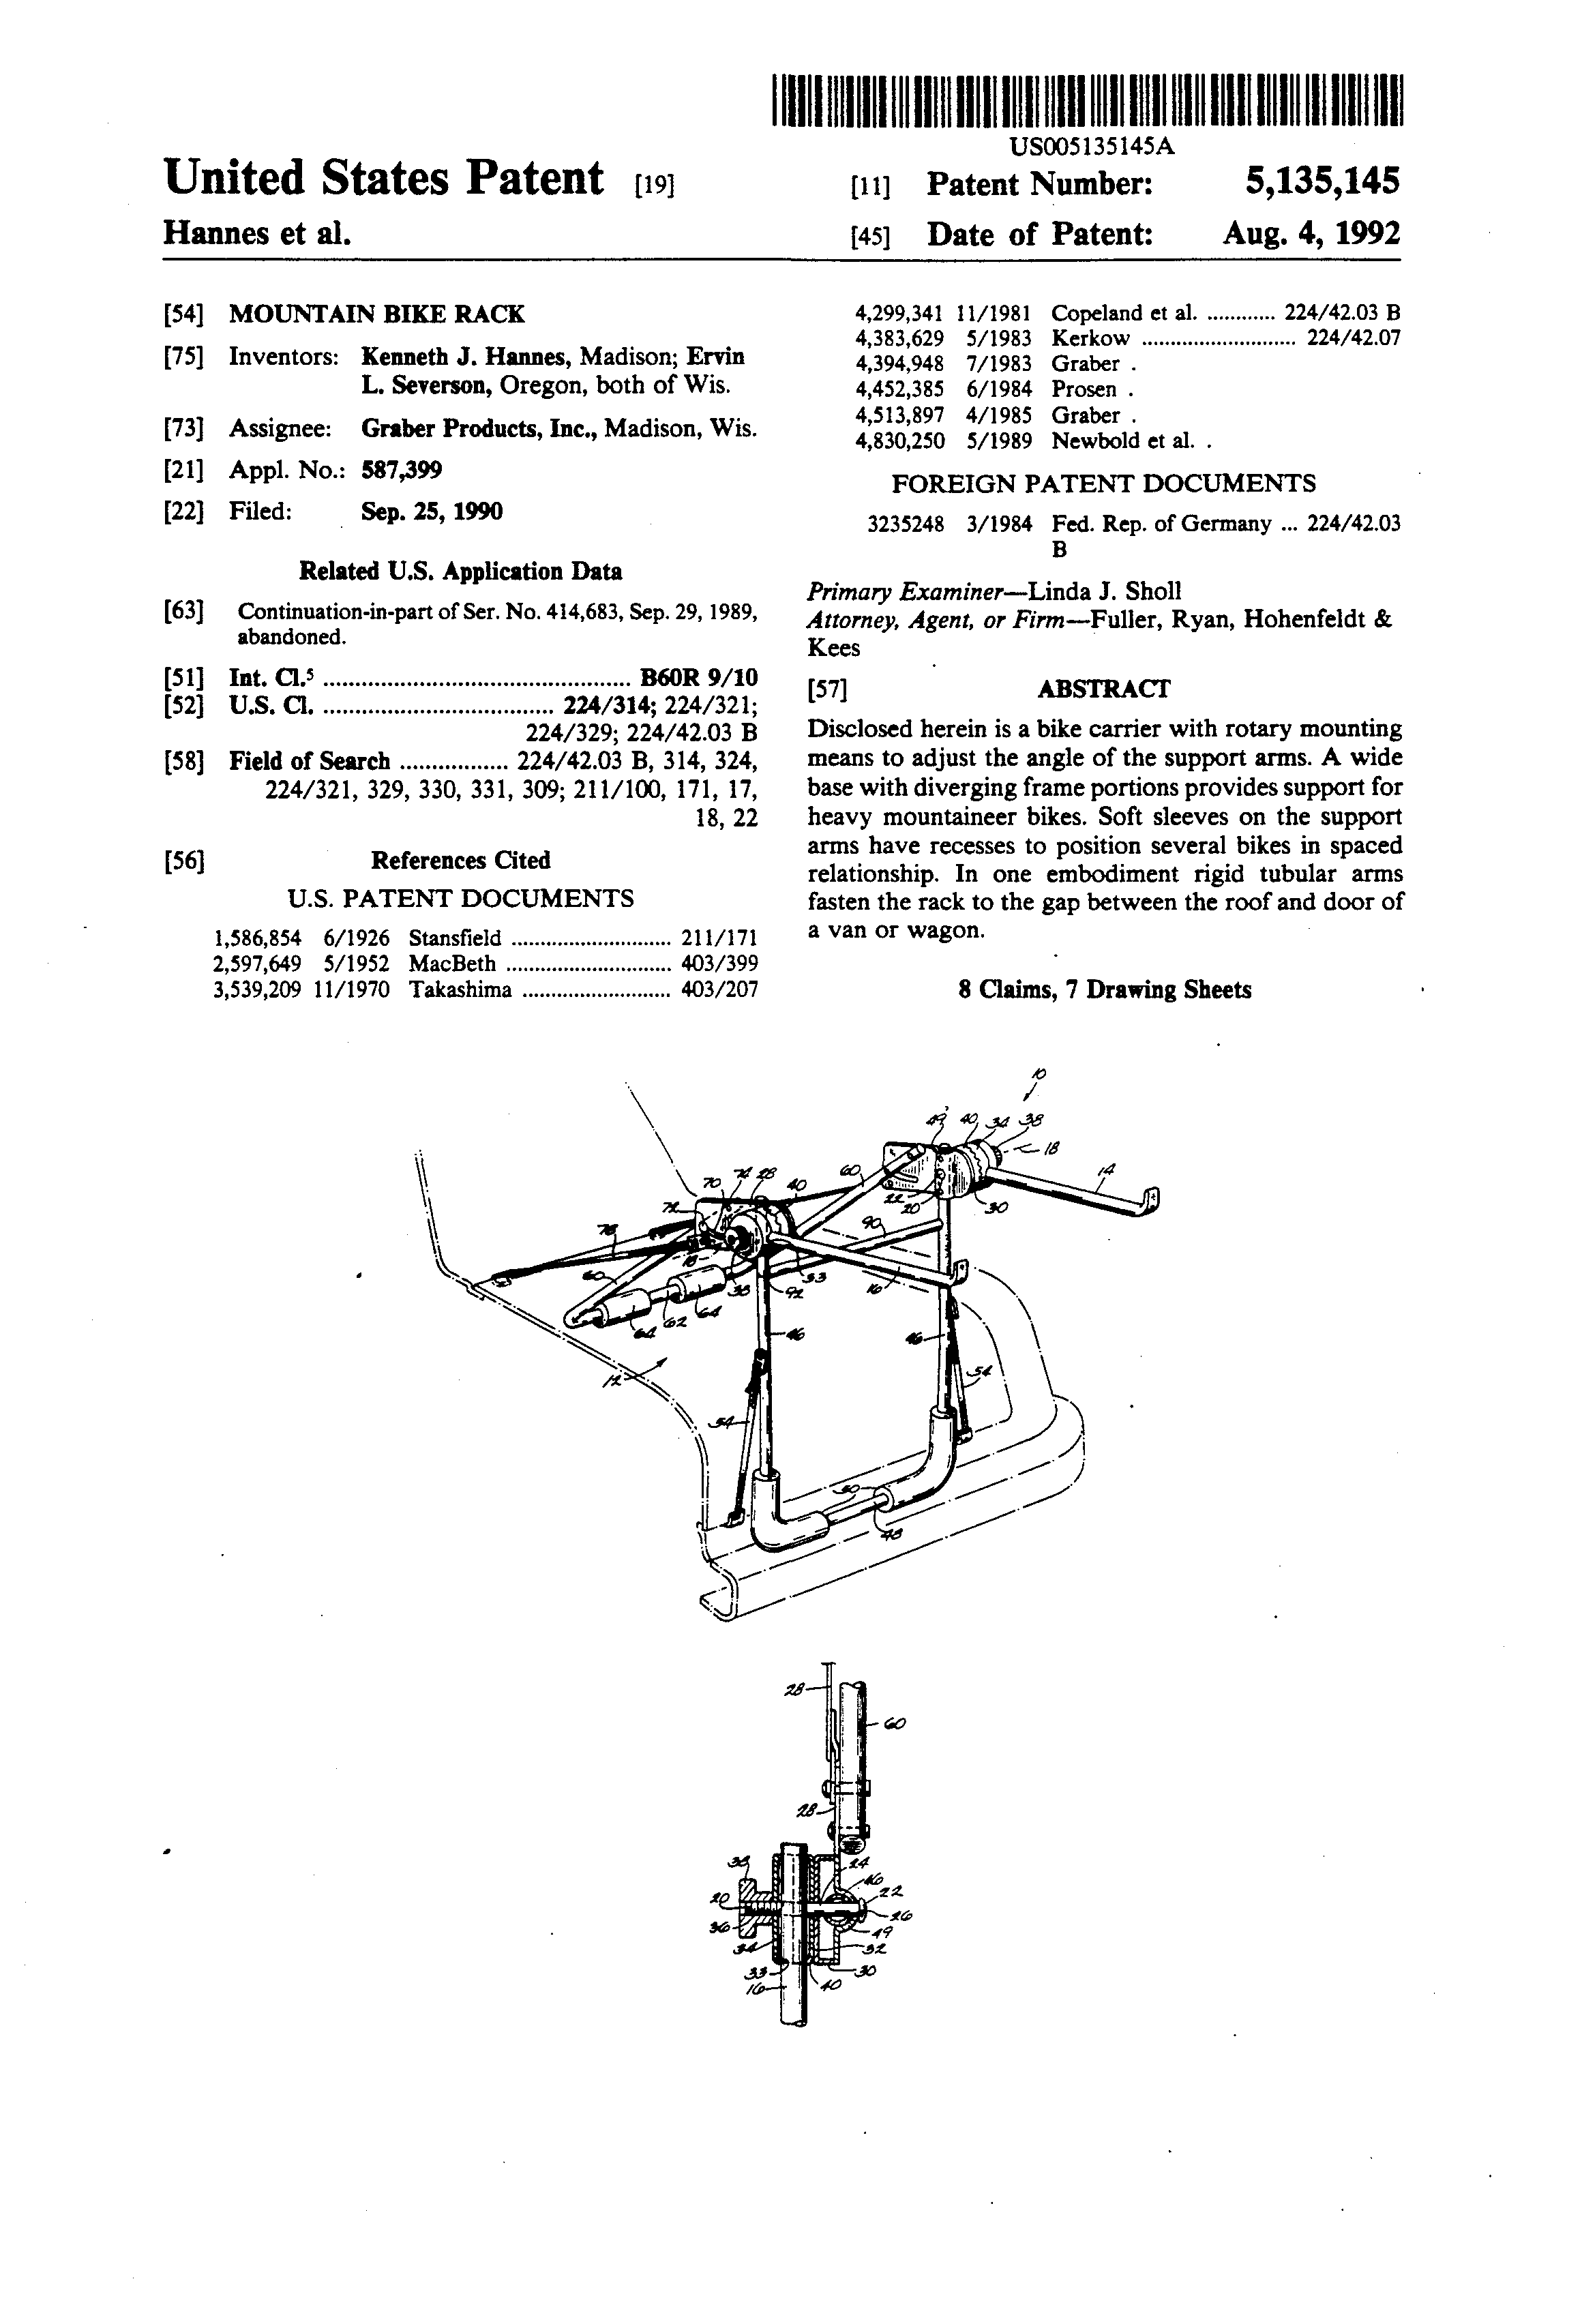 US005135145A
United States Patent [19]
Hannes et al.
[11] Patent Number: 5,135,145
[45] Date of Patent: Aug. 4, 1992
[54] MOUNTAIN BIKE RACK
[75] Inventors: Kenneth J. Hannes, Madison; Ervin
L. Severson, Oregon, both of Wis.
[73] Assignee: Graber Products, Inc., Madison, Wis.
[21] Appl. No.: 587,399
[22] Filed: Sep. 25, 1990
Related U.S. Application Data
[63] Continuation-in-part of Ser. No. 414,683, Sep. 29, 1989,
abandoned.
[51] Int. Cl.⁵ ................................................ B60R 9/10
[52] U.S. Cl. .................................... 224/314; 224/321;
224/329; 224/42.03 B
[58] Field of Search ................. 224/42.03 B, 314, 324,
224/321, 329, 330, 331, 309; 211/100, 171, 17,
18, 22
[56] References Cited
U.S. PATENT DOCUMENTS
1,586,854 6/1926 Stansfield ............................ 211/171
2,597,649 5/1952 MacBeth ............................. 403/399
3,539,209 11/1970 Takashima .......................... 403/207
4,299,341 11/1981 Copeland et al. ............ 224/42.03 B
4,383,629 5/1983 Kerkow ........................... 224/42.07
4,394,948 7/1983 Graber .
4,452,385 6/1984 Prosen .
4,513,897 4/1985 Graber .
4,830,250 5/1989 Newbold et al. .
FOREIGN PATENT DOCUMENTS
3235248 3/1984 Fed. Rep. of Germany ... 224/42.03
B
Primary Examiner—Linda J. Sholl
Attorney, Agent, or Firm—Fuller, Ryan, Hohenfeldt &
Kees
[57] ABSTRACT
Disclosed herein is a bike carrier with rotary mounting
means to adjust the angle of the support arms. A wide
base with diverging frame portions provides support for
heavy mountaineer bikes. Soft sleeves on the support
arms have recesses to position several bikes in spaced
relationship. In one embodiment rigid tubular arms
fasten the rack to the gap between the roof and door of
a van or wagon.
8 Claims, 7 Drawing Sheets
10
49 40 34 38
18
14
60
22
20
30
70 74 28 40
72
78
90
18
60
38
33
92
16
64 62 64
46
46
12
54
54
50
48
28
60
28
38
24
46
22
20
26
36
49
34
32
33
30
16
40